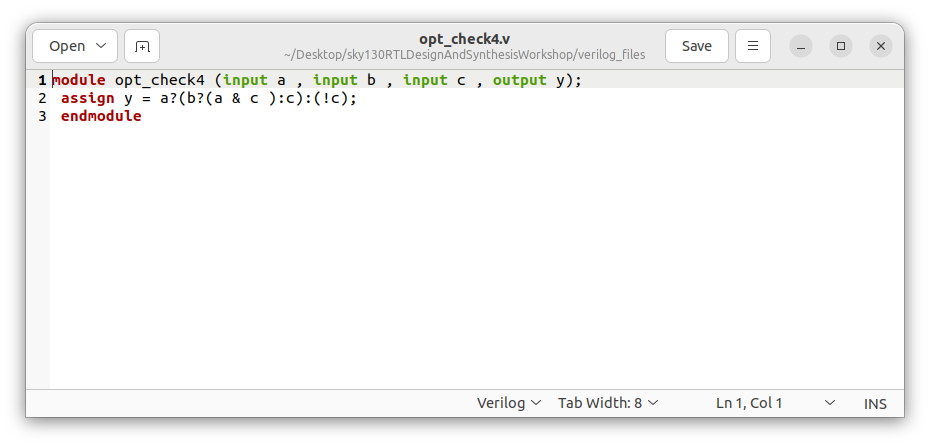 Open
opt_check4.v
~/Desktop/sky130RTLDesignAndSynthesisWorkshop/verilog_files
Save
1 module opt_check4 (input a , input b , input c , output y);
2  assign y = a?(b?(a & c ):c):(!c);
3  endmodule
Verilog Tab Width: 8 Ln 1, Col 1 INS